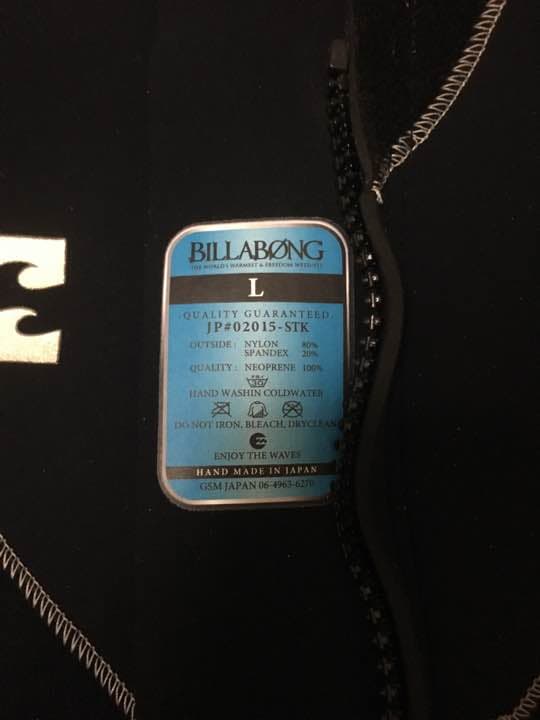 BILLABØNG
THE WORLD'S WARMEST & FREEDOM WETSUITS
L
QUALITY GUARANTEED
JP#02015-STK
OUTSIDE: NYLON 80%
SPANDEX 20%
QUALITY: NEOPRENE 100%
30
HAND WASHIN COLDWATER
DO NOT IRON, BLEACH, DRYCLEAN
ENJOY THE WAVES
HAND MADE IN JAPAN
GSM JAPAN 06-4963-6270